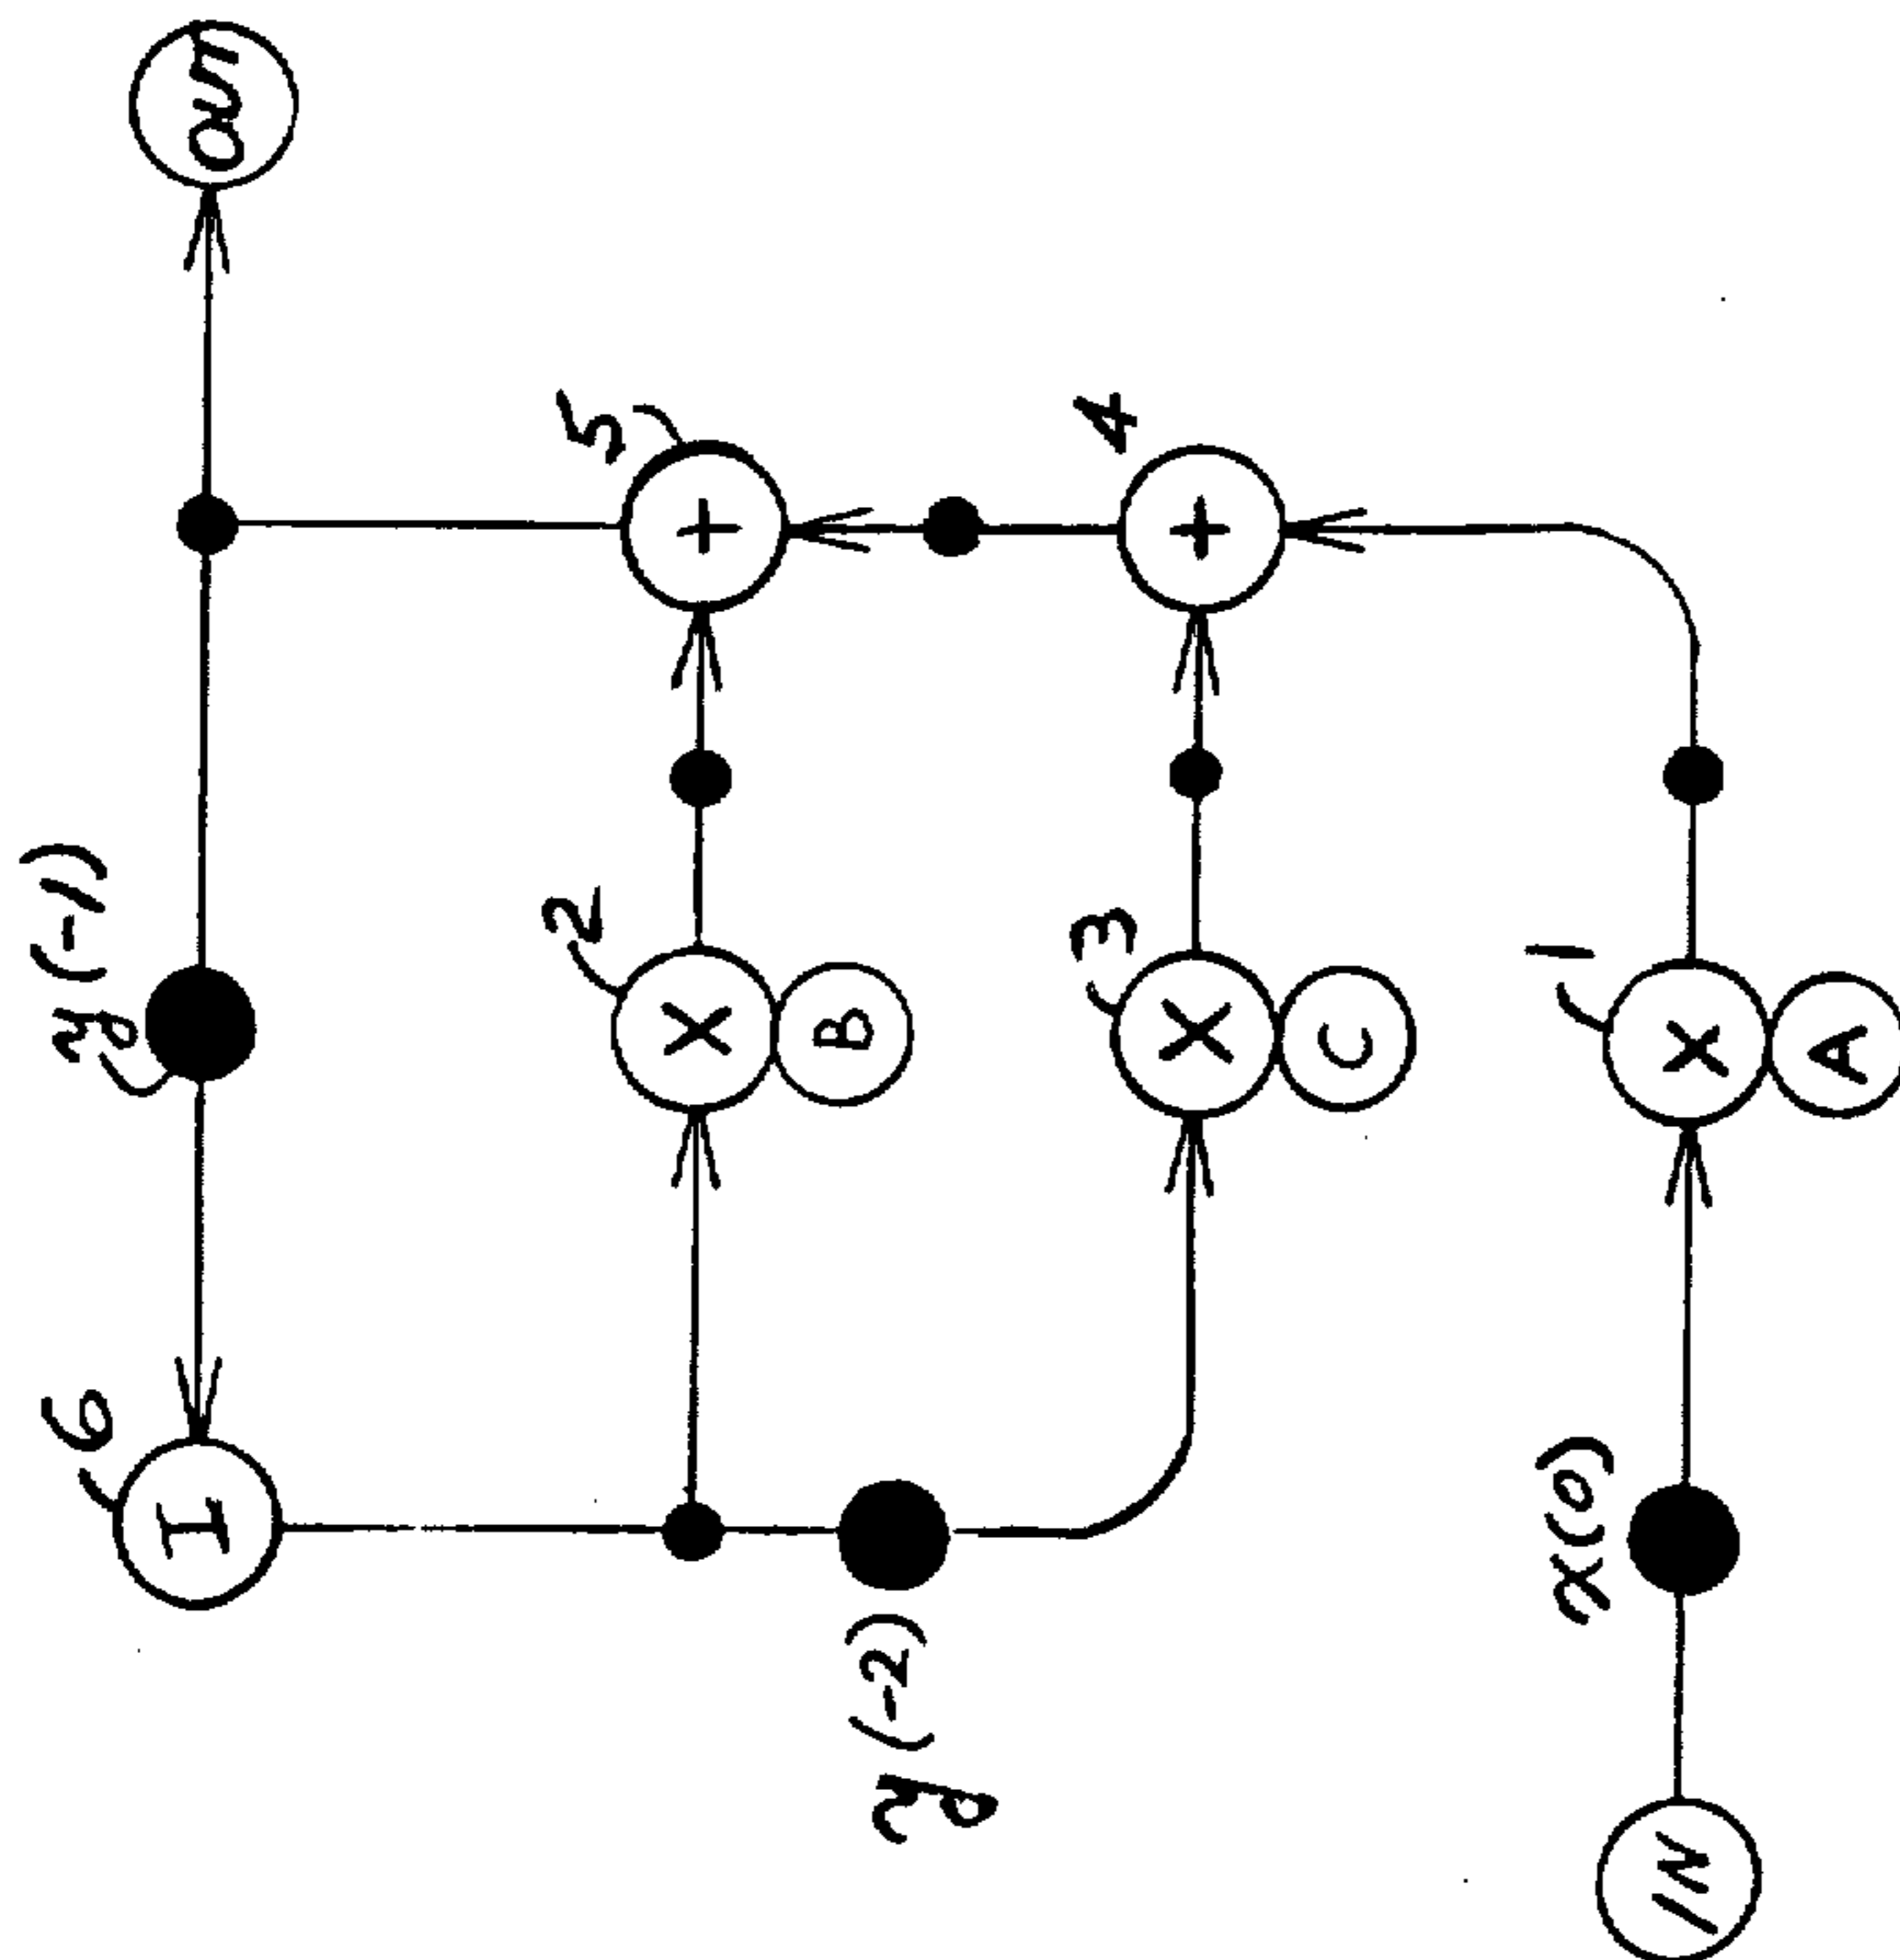 6 y(-1)
I OUT
2 5
X +
B
y(-2)
3 4
X +
C
x(0) 1
IN X
A